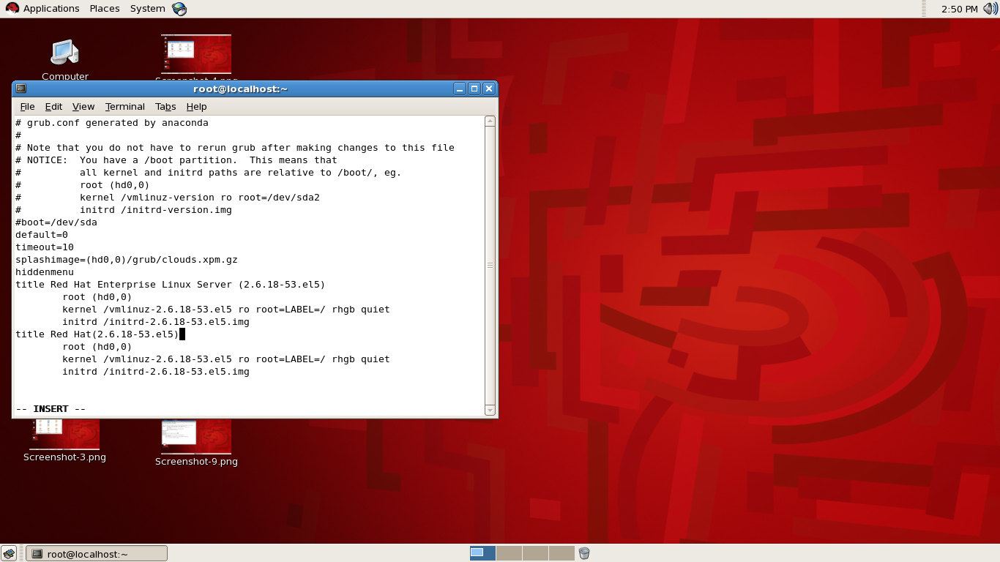 Applications Places System 2:50 PM
Computer
root@localhost:~
File Edit View Terminal Tabs Help
# grub.conf generated by anaconda
#
# Note that you do not have to rerun grub after making changes to this file
# NOTICE:  You have a /boot partition.  This means that
#          all kernel and initrd paths are relative to /boot/, eg.
#          root (hd0,0)
#          kernel /vmlinuz-version ro root=/dev/sda2
#          initrd /initrd-version.img
#boot=/dev/sda
default=0
timeout=10
splashimage=(hd0,0)/grub/clouds.xpm.gz
hiddenmenu
title Red Hat Enterprise Linux Server (2.6.18-53.el5)
        root (hd0,0)
        kernel /vmlinuz-2.6.18-53.el5 ro root=LABEL=/ rhgb quiet
        initrd /initrd-2.6.18-53.el5.img
title Red Hat(2.6.18-53.el5)
        root (hd0,0)
        kernel /vmlinuz-2.6.18-53.el5 ro root=LABEL=/ rhgb quiet
        initrd /initrd-2.6.18-53.el5.img
-- INSERT --
Screenshot-3.png
Screenshot-9.png
root@localhost:~